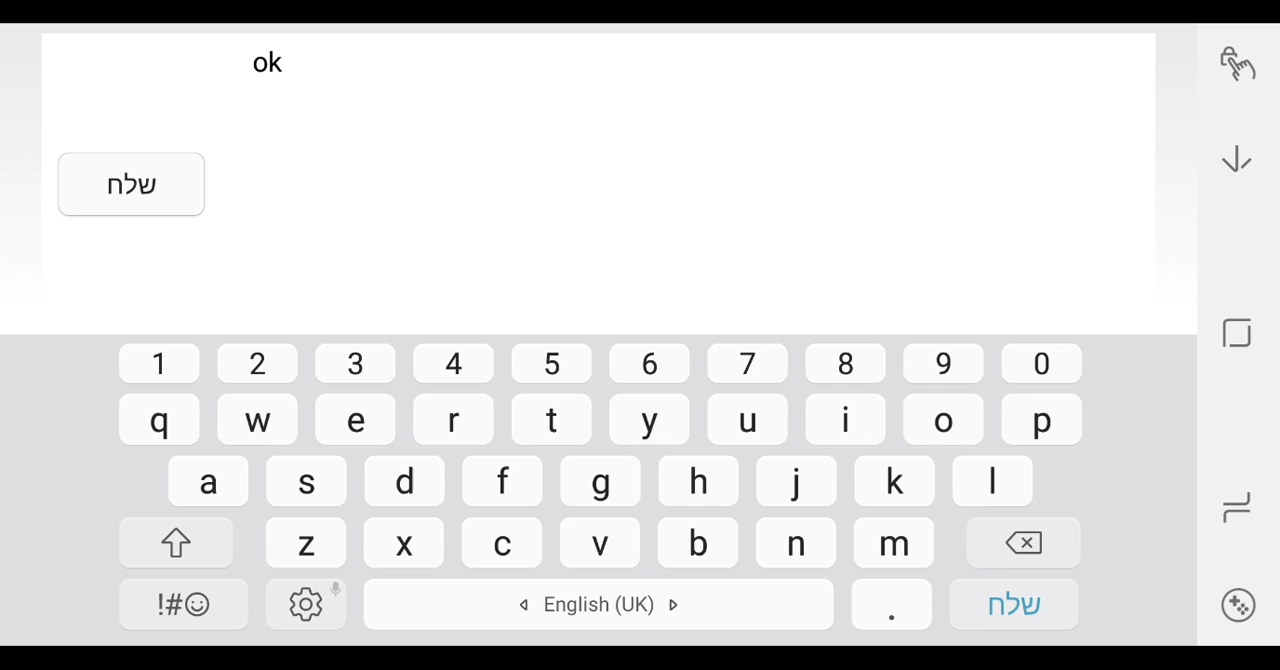 ok
שלח
1 2 3 4 5 6 7 8 9 0
q w e r t y u i o p
a s d f g h j k l
z x c v b n m
!#☺ English (UK) . שלח